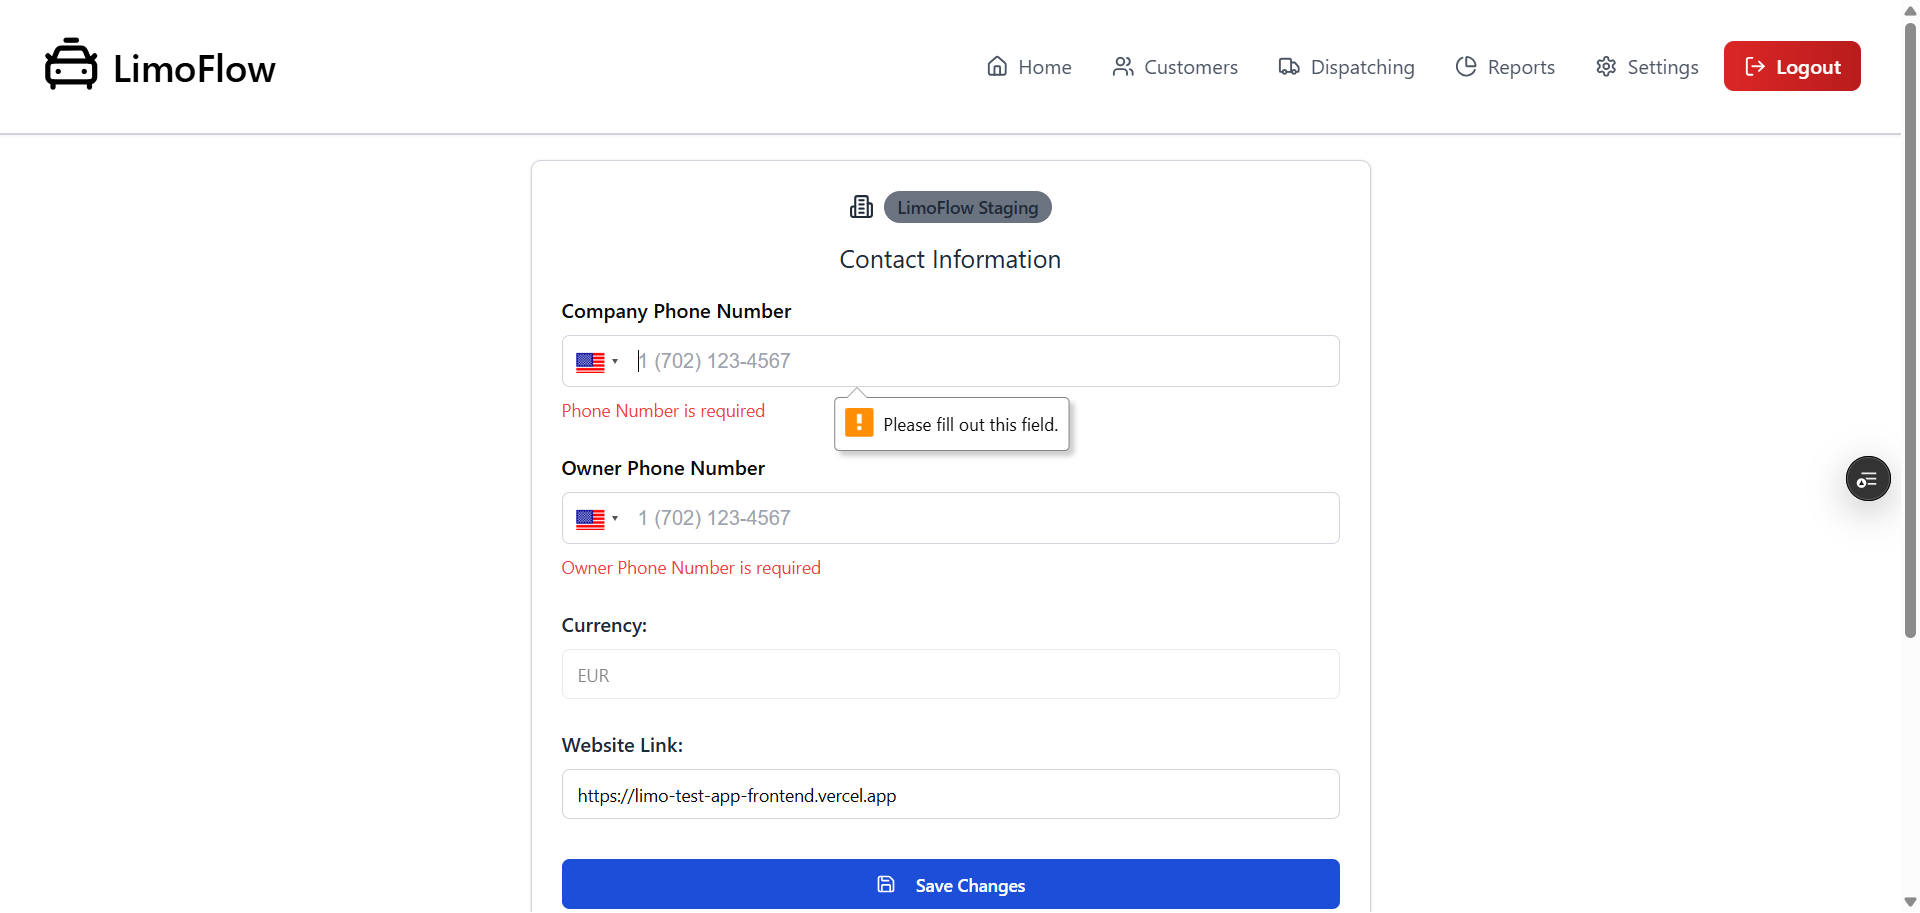 LimoFlow
Home
Customers
Dispatching
Reports
Settings
Logout
LimoFlow Staging
Contact Information
Company Phone Number
1 (702) 123-4567
Phone Number is required
Please fill out this field.
Owner Phone Number
1 (702) 123-4567
Owner Phone Number is required
Currency:
EUR
Website Link:
https://limo-test-app-frontend.vercel.app
Save Changes